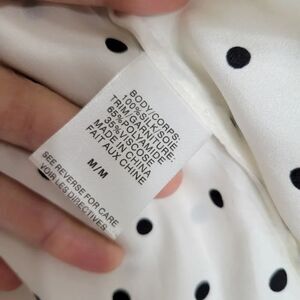 BODY/CORPS:
100%SILK/SOIE
TRIM/GARNITURE:
65%POLYAMIDE
35%VISCOSE
MADE IN CHINA
FAIT AUX CHINE
M/M
SEE REVERSE FOR CARE
VOIR LES DIRECTIVES